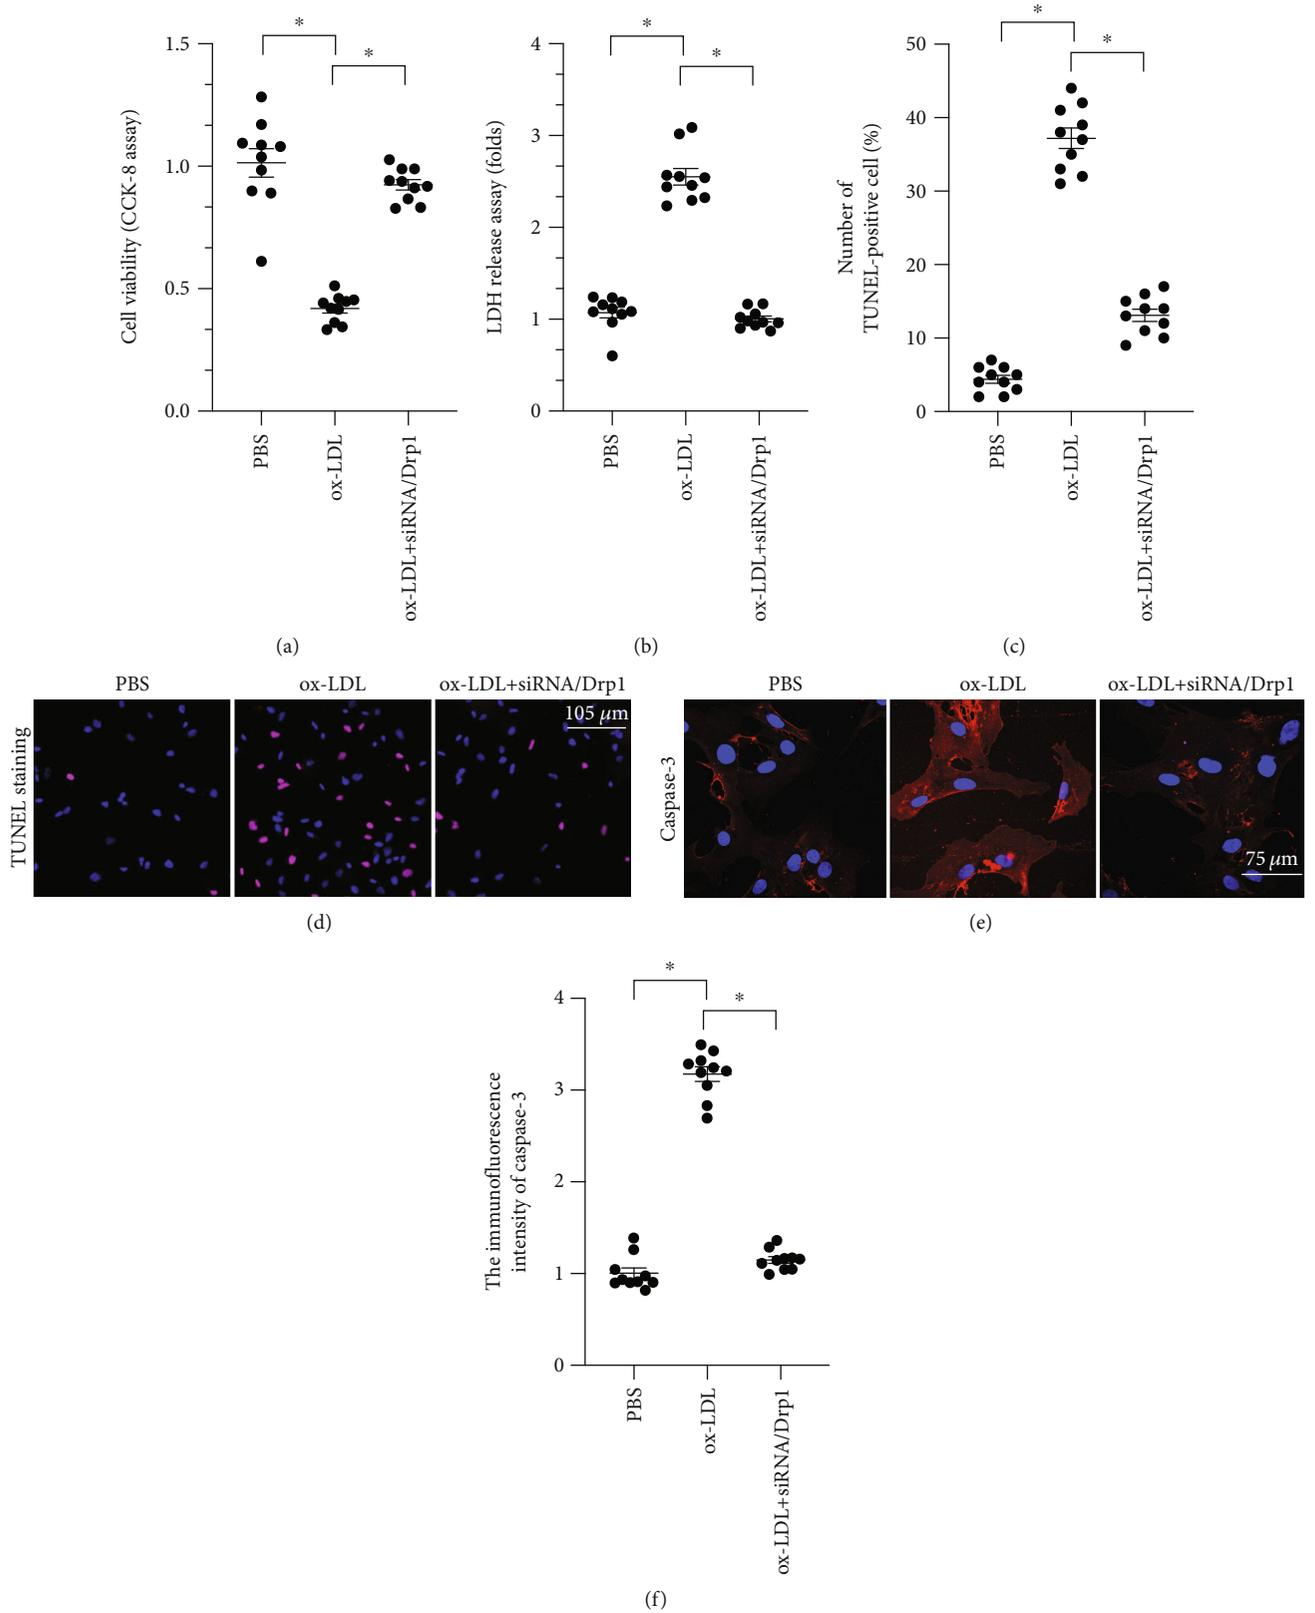 *
*
1.5
1.0
0.5
0.0
Cell viability (CCK-8 assay)
PBS
ox-LDL
ox-LDL+siRNA/Drp1
(a)
*
*
4
3
2
1
0
LDH release assay (folds)
PBS
ox-LDL
ox-LDL+siRNA/Drp1
(b)
*
*
50
40
30
20
10
0
Number of
TUNEL-positive cell (%)
PBS
ox-LDL
ox-LDL+siRNA/Drp1
(c)
PBS
ox-LDL
ox-LDL+siRNA/Drp1
TUNEL staining
105 μm
(d)
PBS
ox-LDL
ox-LDL+siRNA/Drp1
Caspase-3
75 μm
(e)
*
*
4
3
2
1
0
The immunofluorescence
intensity of caspase-3
PBS
ox-LDL
ox-LDL+siRNA/Drp1
(f)